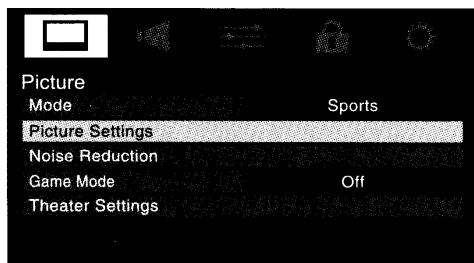 Picture
Mode Sports
Picture Settings
Noise Reduction
Game Mode Off
Theater Settings